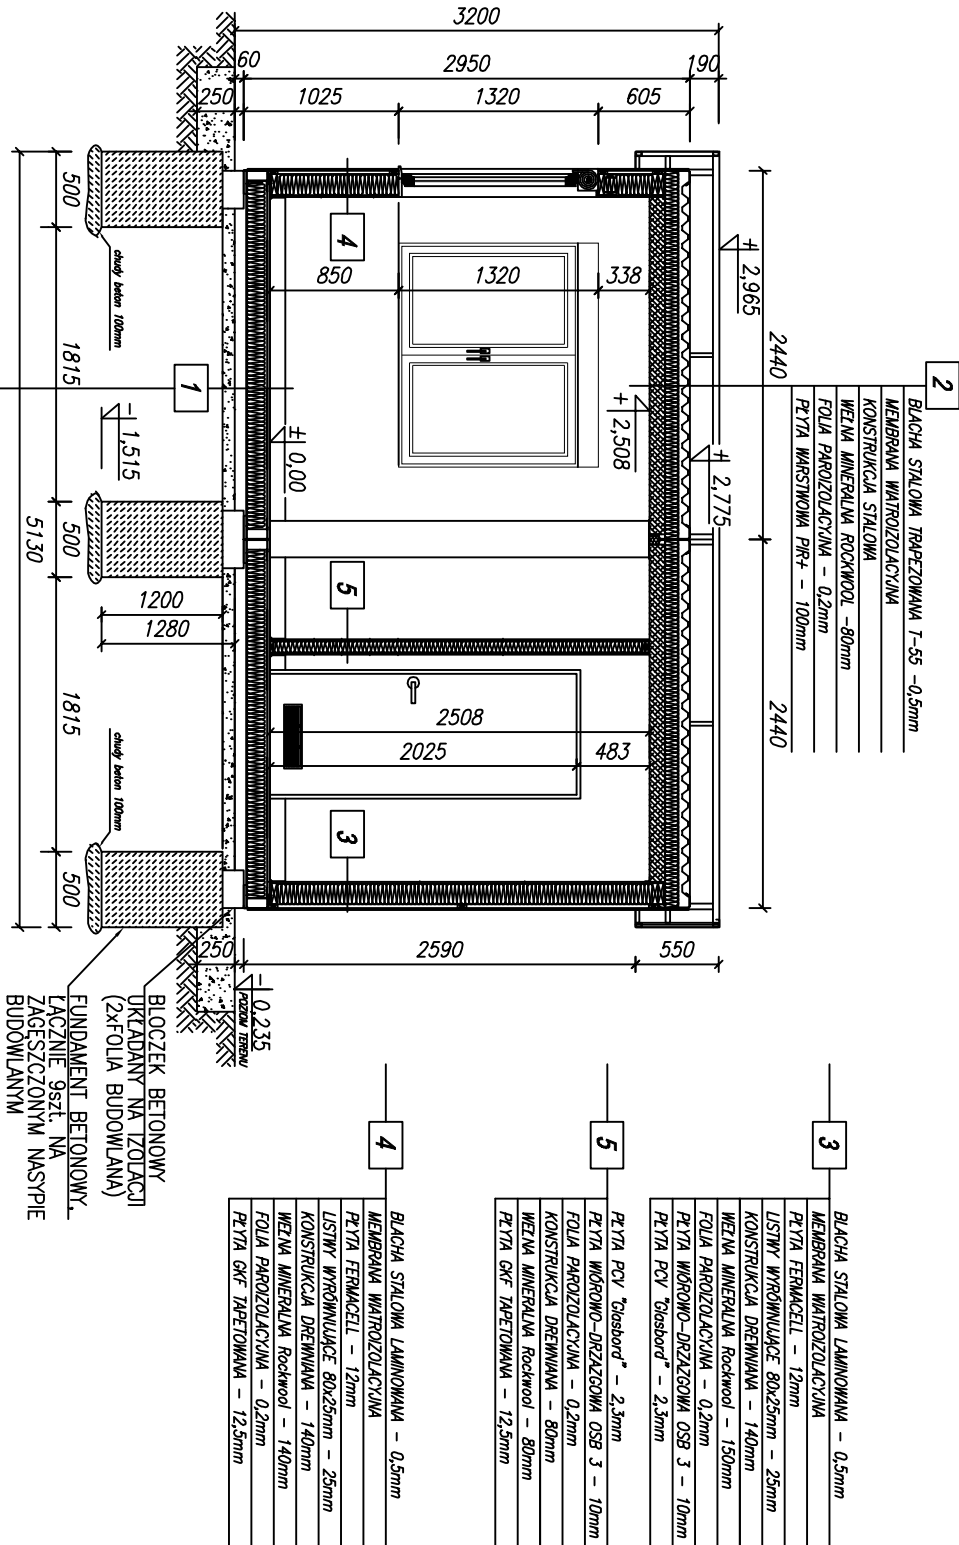 2
BLACHA STALOWA TRAPEZOWANA T-55 -0,5mm
MEMBRANA WIATROIZOLACYJNA
KONSTRUKCJA STALOWA
WEŁNA MINERALNA ROCKWOOL -80mm
FOLIA PAROIZOLACYJNA - 0,2mm
PŁYTA WARSTWOWA PIR+ - 100mm
2440
2440
+ 2,965
+ 2,775
+ 2,508
± 0,00
- 1,515
- 0,235
POZIOM TERENU
3200
190
2950
60
605
1320
1025
250
338
1320
850
4
1
5
3
2508
483
2025
550
2590
250
1200
1280
500
1815
500
1815
500
5130
chudy beton 100mm
chudy beton 100mm
BLOCZEK BETONOWY
UKŁADANY NA IZOLACJI
(2xFOLIA BUDOWLANA)
FUNDAMENT BETONOWY,
ŁĄCZNIE 9szt. NA
ZAGĘSZCZONYM NASYPIE
BUDOWLANYM
3
BLACHA STALOWA LAMINOWANA - 0,5mm
MEMBRANA WIATROIZOLACYJNA
PŁYTA FERMACELL - 12mm
LISTWY WYRÓWNUJĄCE 80x25mm - 25mm
KONSTRUKCJA DREWNIANA - 140mm
WEŁNA MINERALNA Rockwool - 150mm
FOLIA PAROIZOLACYJNA - 0,2mm
PŁYTA WIÓROWO-DRZAZGOWA OSB 3 - 10mm
PŁYTA PCV "Glasbord" - 2,3mm
5
PŁYTA PCV "Glasbord" - 2,3mm
PŁYTA WIÓROWO-DRZAZGOWA OSB 3 - 10mm
FOLIA PAROIZOLACYJNA - 0,2mm
KONSTRUKCJA DREWNIANA - 80mm
WEŁNA MINERALNA Rockwool - 80mm
PŁYTA GKF TAPETOWANA - 12,5mm
4
BLACHA STALOWA LAMINOWANA - 0,5mm
MEMBRANA WIATROIZOLACYJNA
PŁYTA FERMACELL - 12mm
LISTWY WYRÓWNUJĄCE 80x25mm - 25mm
KONSTRUKCJA DREWNIANA - 140mm
WEŁNA MINERALNA Rockwool - 140mm
FOLIA PAROIZOLACYJNA - 0,2mm
PŁYTA GKF TAPETOWANA - 12,5mm